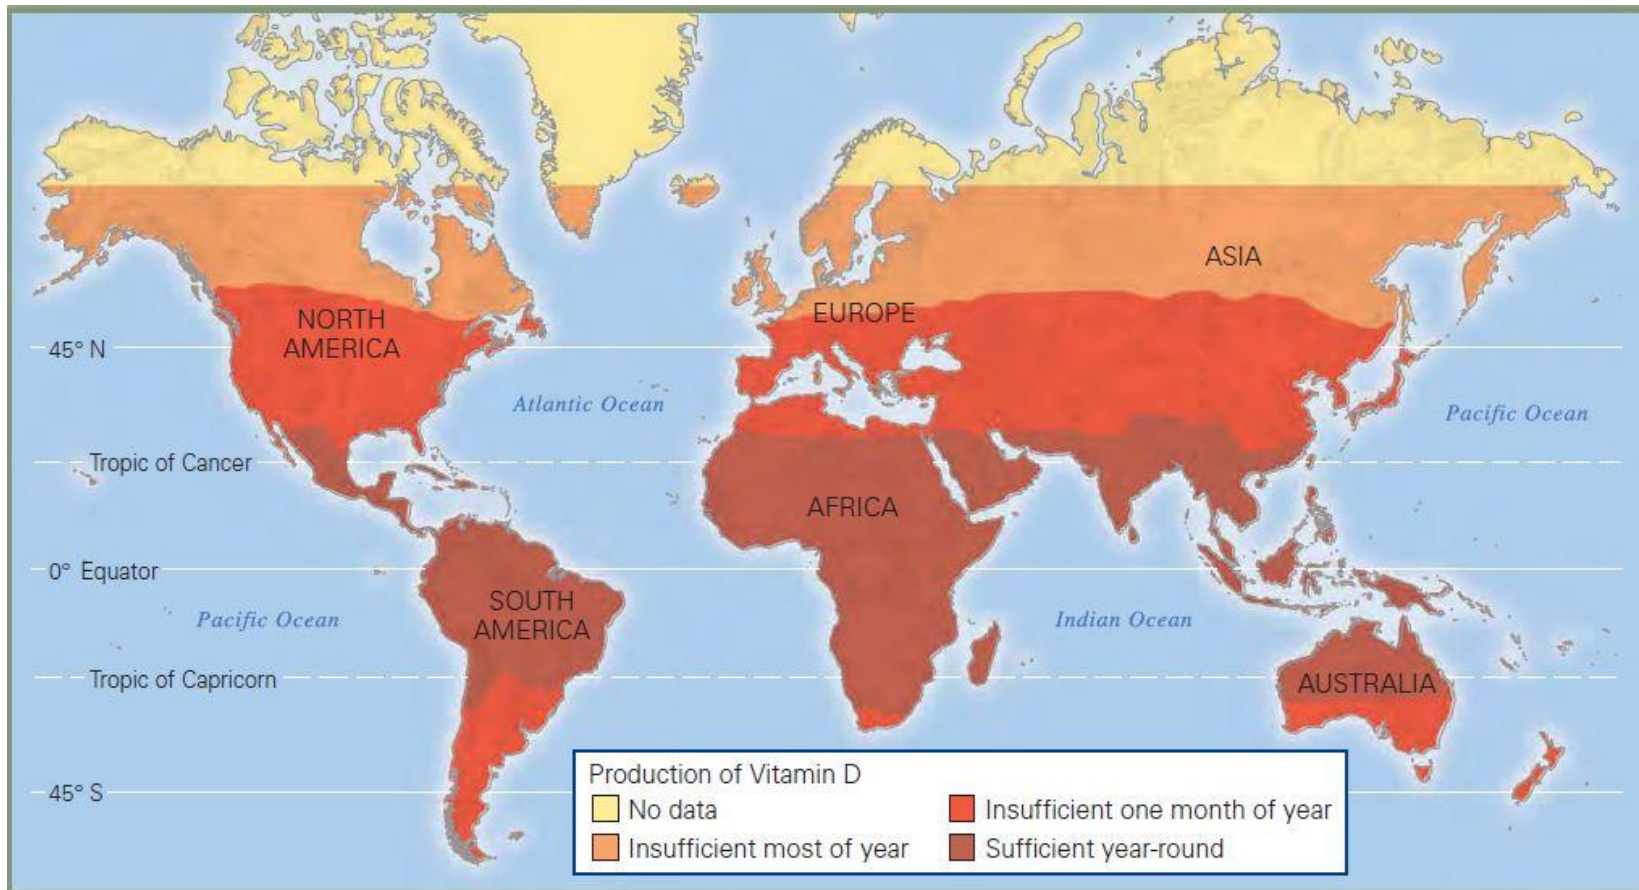 ASIA
EUROPE
NORTH
AMERICA
45° N
Atlantic Ocean
Pacific Ocean
Tropic of Cancer
AFRICA
0° Equator
SOUTH
AMERICA
Pacific Ocean
Indian Ocean
Tropic of Capricorn
AUSTRALIA
45° S
Production of Vitamin D
No data
Insufficient most of year
Insufficient one month of year
Sufficient year-round